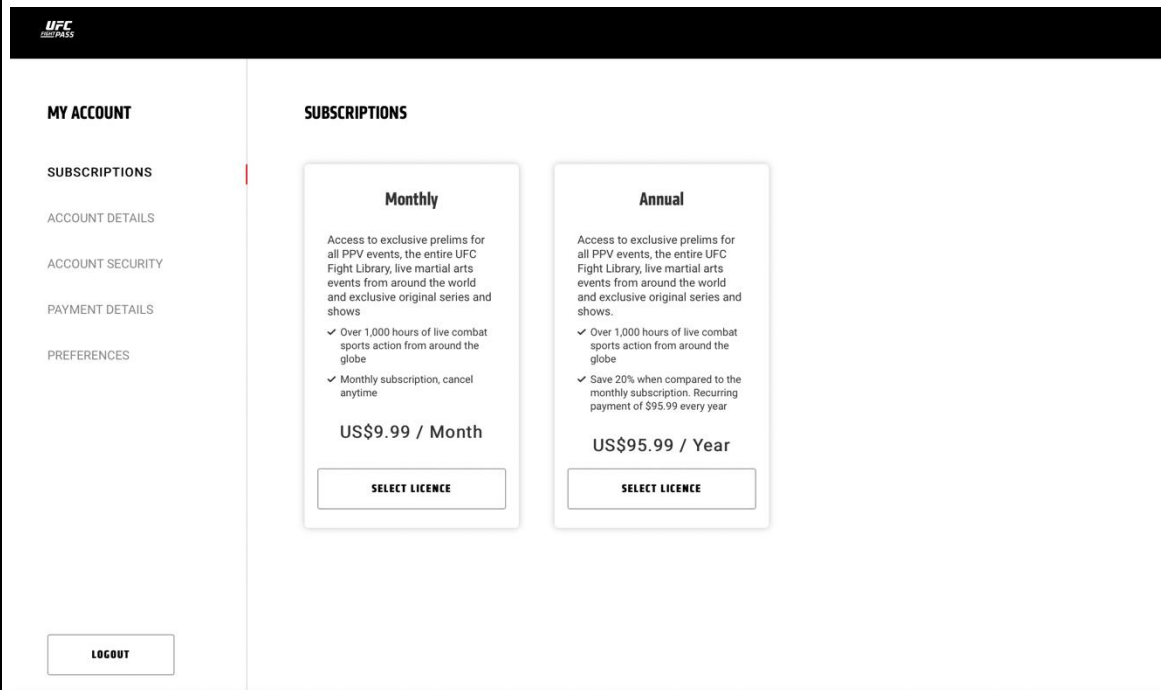 UFC
FIGHT PASS
MY ACCOUNT
SUBSCRIPTIONS
ACCOUNT DETAILS
ACCOUNT SECURITY
PAYMENT DETAILS
PREFERENCES
LOGOUT
SUBSCRIPTIONS
Monthly
Access to exclusive prelims for
all PPV events, the entire UFC
Fight Library, live martial arts
events from around the world
and exclusive original series and
shows
Over 1,000 hours of live combat
sports action from around the
globe
Monthly subscription, cancel
anytime
US$9.99 / Month
SELECT LICENCE
Annual
Access to exclusive prelims for
all PPV events, the entire UFC
Fight Library, live martial arts
events from around the world
and exclusive original series and
shows.
Over 1,000 hours of live combat
sports action from around the
globe
Save 20% when compared to the
monthly subscription. Recurring
payment of $95.99 every year
US$95.99 / Year
SELECT LICENCE